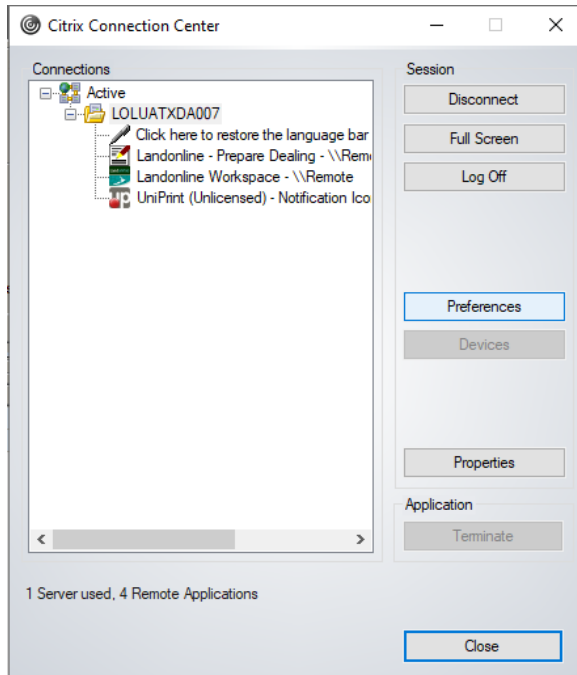 Citrix Connection Center
Connections
Active
LOLUATXDA007
Click here to restore the language bar
Landonline - Prepare Dealing - \\Rem
Landonline Workspace - \\Remote
UniPrint (Unlicensed) - Notification Ico
Session
Disconnect
Full Screen
Log Off
Preferences
Devices
Properties
Application
Terminate
1 Server used, 4 Remote Applications
Close